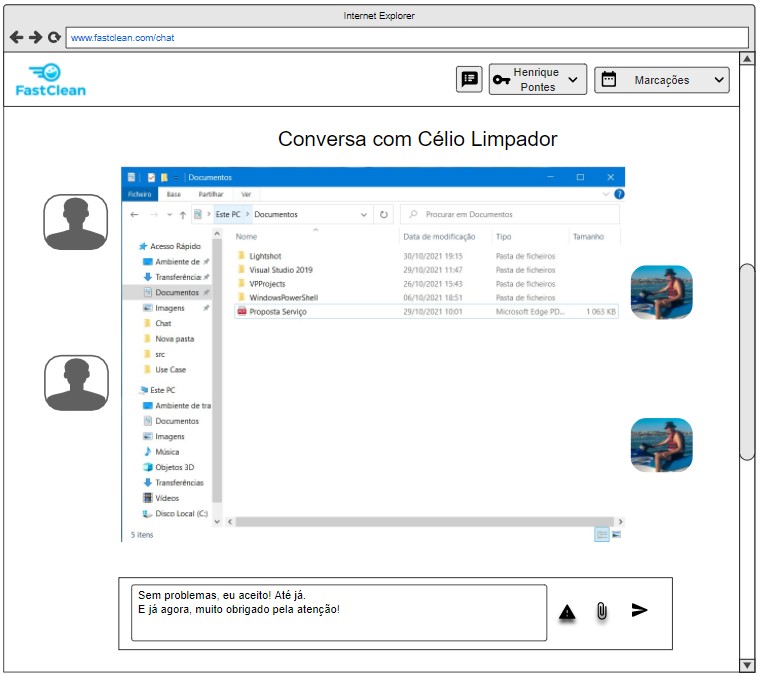 Internet Explorer
www.fastclean.com/chat
FastClean
Henrique
Pontes
Marcações
Conversa com Célio Limpador
Documentos
Ficheiro Base Partilhar Ver
Este PC Documentos
Procurar em Documentos
Nome Data de modificação Tipo Tamanho
Acesso Rápido
Ambiente de
Transferências
Documentos
Imagens
Chat
Nova pasta
src
Use Case
Este PC
Ambiente de tra
Documentos
Imagens
Música
Objetos 3D
Transferências
Vídeos
Disco Local (C:)
Lightshot 30/10/2021 19:15 Pasta de ficheiros
Visual Studio 2019 29/10/2021 11:47 Pasta de ficheiros
VPProjects 26/10/2021 15:43 Pasta de ficheiros
WindowsPowerShell 06/10/2021 18:51 Pasta de ficheiros
Proposta Serviço 29/10/2021 10:01 Microsoft Edge PD... 1 063 KB
5 itens
Sem problemas, eu aceito! Até já.
E já agora, muito obrigado pela atenção!